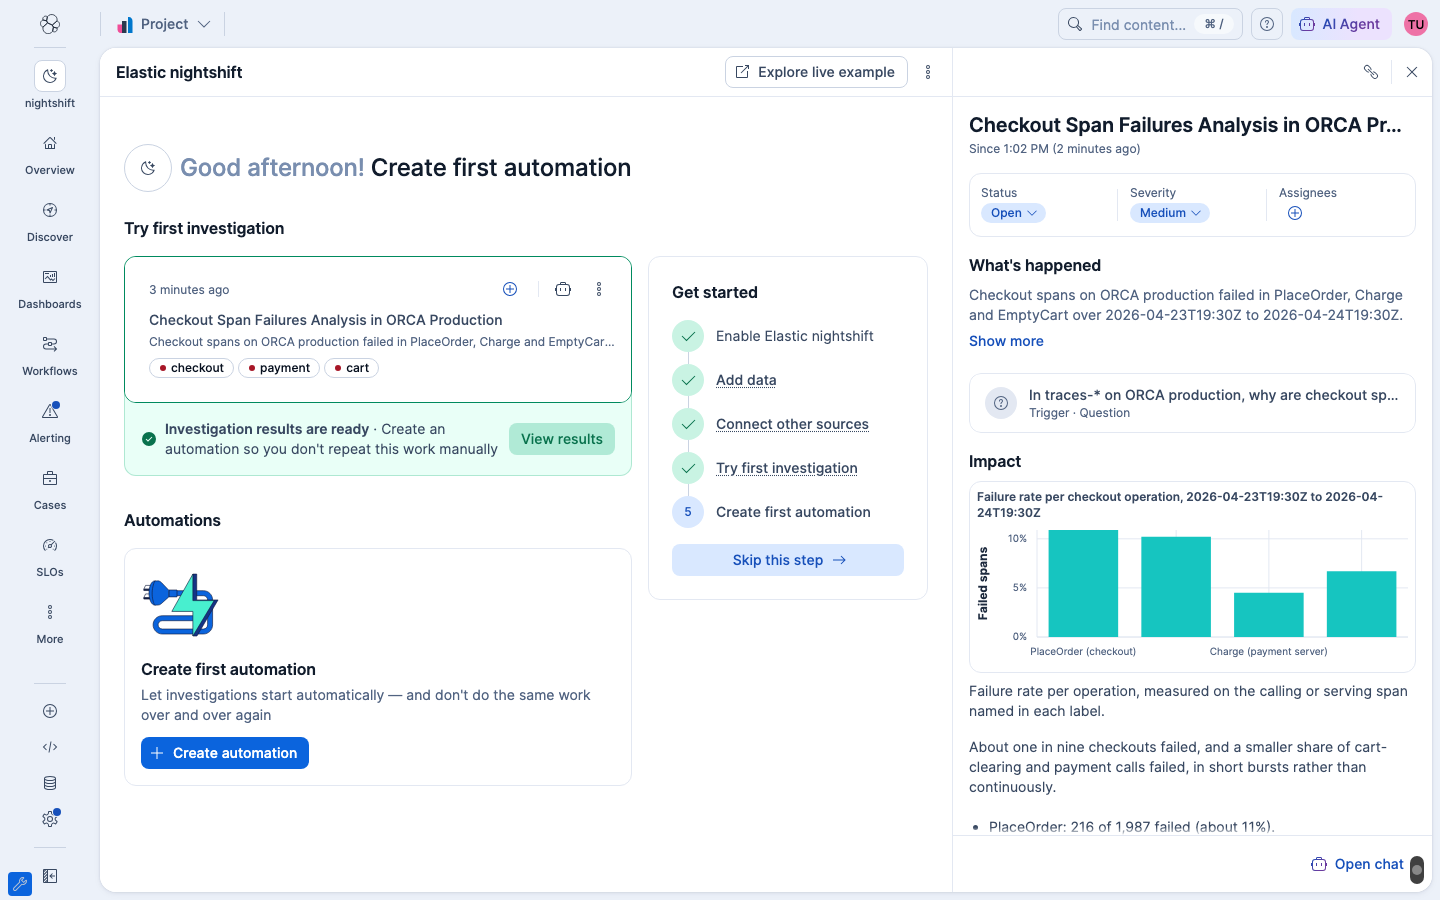 Project
Find content...
⌘ /
AI Agent
TU
nightshift
Overview
Discover
Dashboards
Workflows
Alerting
Cases
SLOs
More
Elastic nightshift
Explore live example
Good afternoon! Create first automation
Try first investigation
3 minutes ago
Checkout Span Failures Analysis in ORCA Production
Checkout spans on ORCA production failed in PlaceOrder, Charge and EmptyCar...
checkout
payment
cart
Investigation results are ready · Create an
automation so you don't repeat this work manually
View results
Get started
Enable Elastic nightshift
Add data
Connect other sources
Try first investigation
5
Create first automation
Skip this step
Automations
Create first automation
Let investigations start automatically — and don't do the same work
over and over again
Create automation
Checkout Span Failures Analysis in ORCA Pr...
Since 1:02 PM (2 minutes ago)
Status
Open
Severity
Medium
Assignees
What's happened
Checkout spans on ORCA production failed in PlaceOrder, Charge
and EmptyCart over 2026-04-23T19:30Z to 2026-04-24T19:30Z.
Show more
In traces-* on ORCA production, why are checkout sp...
Trigger · Question
Impact
Failure rate per checkout operation, 2026-04-23T19:30Z to 2026-04-
24T19:30Z
Failed spans
10%
5%
0%
PlaceOrder (checkout)
Charge (payment server)
Failure rate per operation, measured on the calling or serving span
named in each label.
About one in nine checkouts failed, and a smaller share of cart-
clearing and payment calls failed, in short bursts rather than
continuously.
• PlaceOrder: 216 of 1,987 failed (about 11%).
Open chat